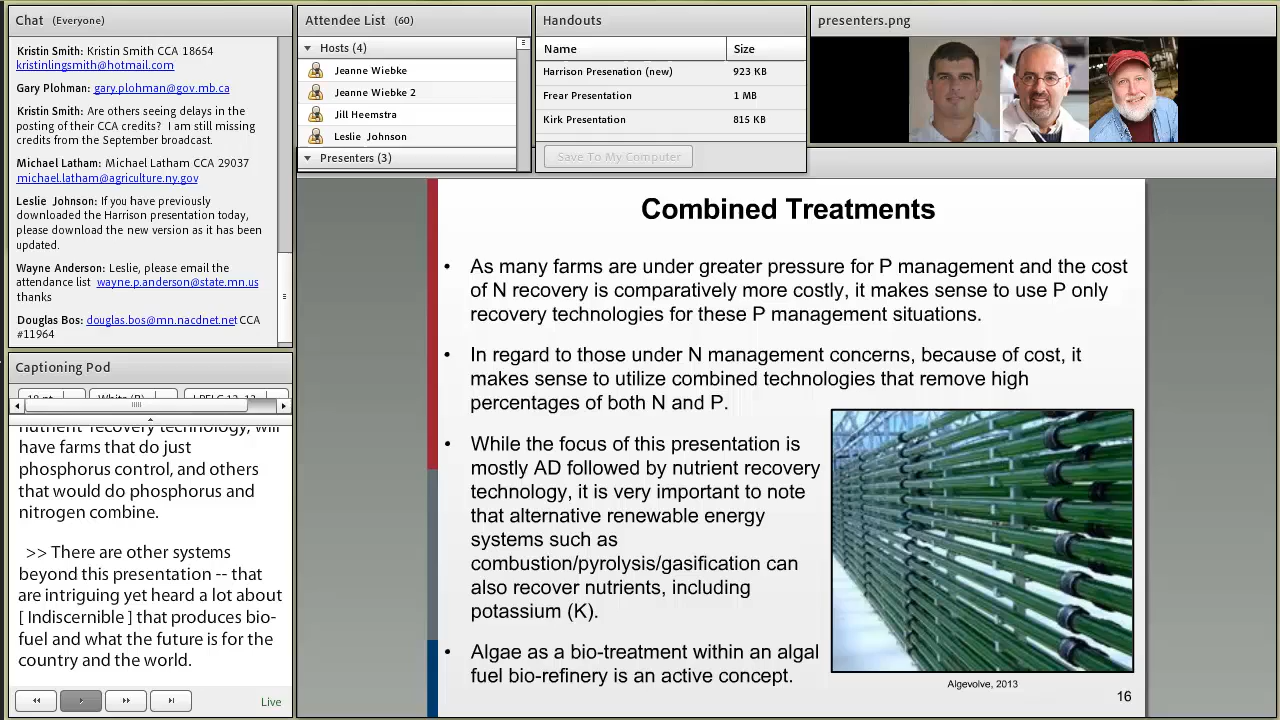 Chat (Everyone)
Kristin Smith: Kristin Smith CCA 18654
kristinlingsmith@hotmail.com
Gary Plohman: gary.plohman@gov.mb.ca
Kristin Smith: Are others seeing delays in the
posting of their CCA credits? I am still missing
credits from the September broadcast.
Michael Latham: Michael Latham CCA 29037
michael.latham@agriculture.ny.gov
Leslie Johnson: If you have previously
downloaded the Harrison presentation today,
please download the new version as it has been
updated.
Wayne Anderson: Leslie, please email the
attendance list wayne.p.anderson@state.mn.us
thanks
Douglas Bos: douglas.bos@mn.nacdnet.net CCA
#11964
Captioning Pod
nutrient recovery technology, will
have farms that do just
phosphorus control, and others
that would do phosphorus and
nitrogen combine.
>> There are other systems
beyond this presentation -- that
are intriguing yet heard a lot about
[ Indiscernible ] that produces bio-
fuel and what the future is for the
country and the world.
Live
Attendee List (60)
Hosts (4)
Jeanne Wiebke
Jeanne Wiebke 2
Jill Heemstra
Leslie Johnson
Presenters (3)
Handouts
Name Size
Harrison Presenation (new) 923 KB
Frear Presentation 1 MB
Kirk Presentation 815 KB
Save To My Computer
presenters.png
Combined Treatments
• As many farms are under greater pressure for P management and the cost
of N recovery is comparatively more costly, it makes sense to use P only
recovery technologies for these P management situations.
• In regard to those under N management concerns, because of cost, it
makes sense to utilize combined technologies that remove high
percentages of both N and P.
• While the focus of this presentation is
mostly AD followed by nutrient recovery
technology, it is very important to note
that alternative renewable energy
systems such as
combustion/pyrolysis/gasification can
also recover nutrients, including
potassium (K).
• Algae as a bio-treatment within an algal
fuel bio-refinery is an active concept.
Algevolve, 2013
16